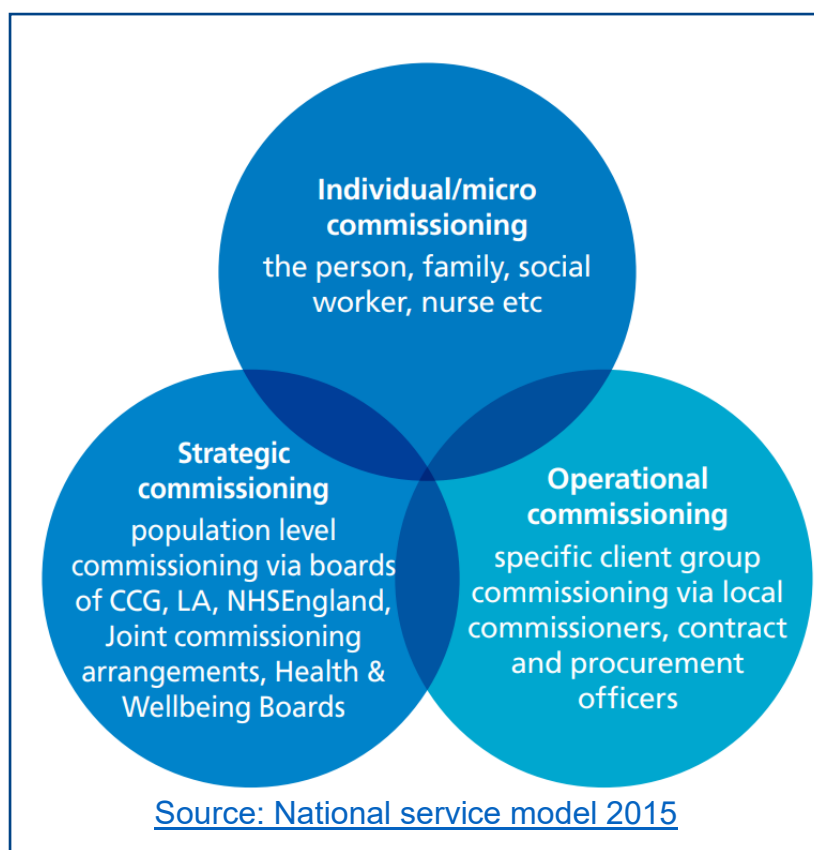 Individual/micro
commissioning
the person, family, social
worker, nurse etc
Strategic
commissioning
population level
commissioning via boards
of CCG, LA, NHSEngland,
Joint commissioning
arrangements, Health &
Wellbeing Boards
Operational
commissioning
specific client group
commissioning via local
commissioners, contract
and procurement
officers
Source: National service model 2015